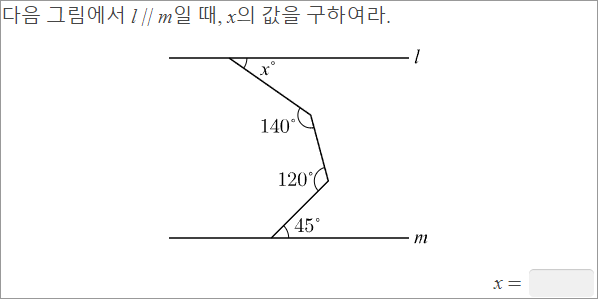 다음 그림에서 l // m일 때, x의 값을 구하여라.
l
x°
140°
120°
45°
m
x =